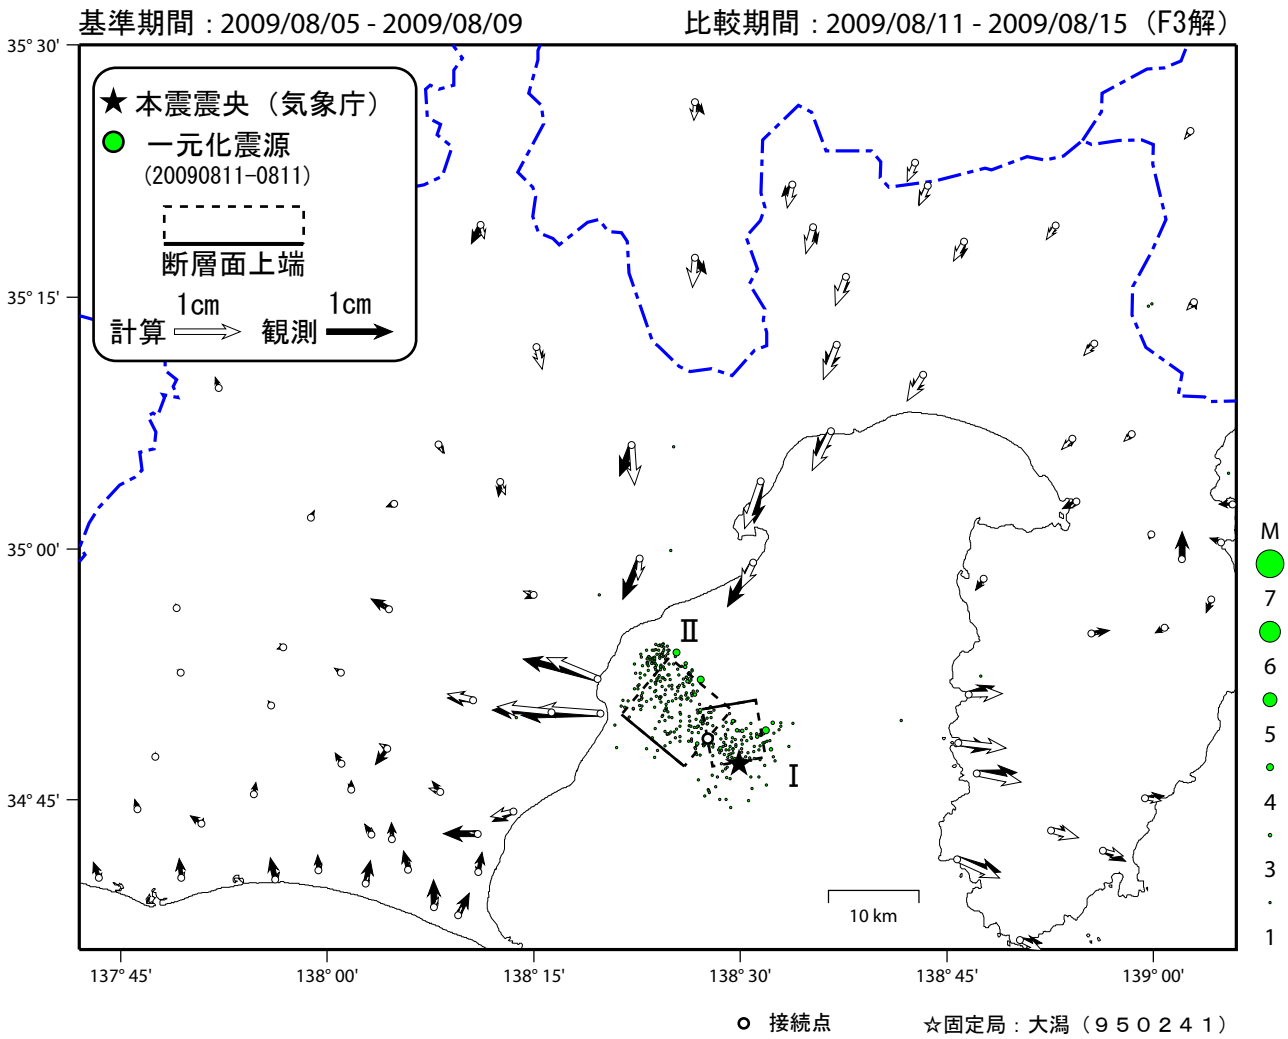 基準期間：2009/08/05 - 2009/08/09
比較期間：2009/08/11 - 2009/08/15（F3解）
35° 30'
★ 本震震央（気象庁）
一元化震源
(20090811-0811)
断層面上端
1cm 1cm
計算 観測
35° 15'
35° 00'
34° 45'
II
I
M
7
6
5
4
3
1
10 km
137° 45'
138° 00'
138° 15'
138° 30'
138° 45'
139° 00'
接続点
☆固定局：大潟（９５０２４１）